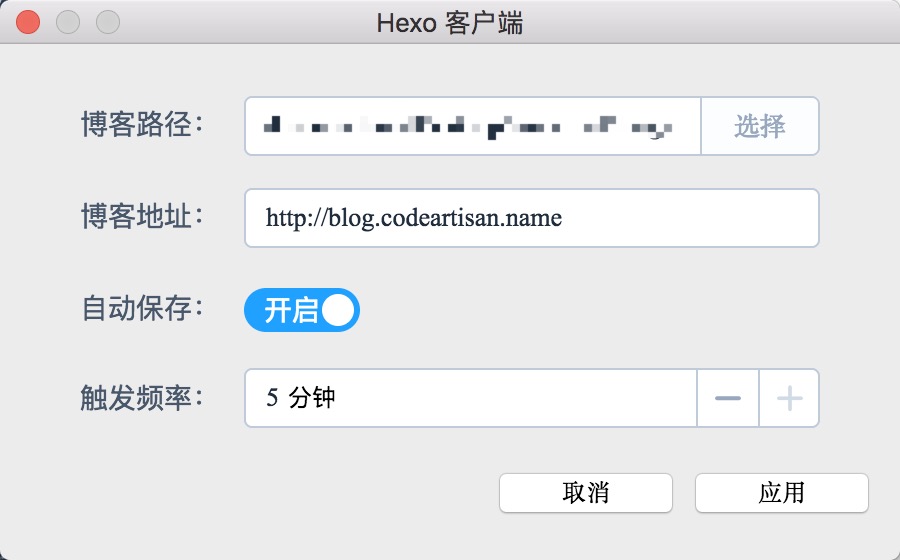 Hexo 客户端
博客路径： 选择
博客地址： http://blog.codeartisan.name
自动保存： 开启
触发频率： 5 分钟
取消 应用